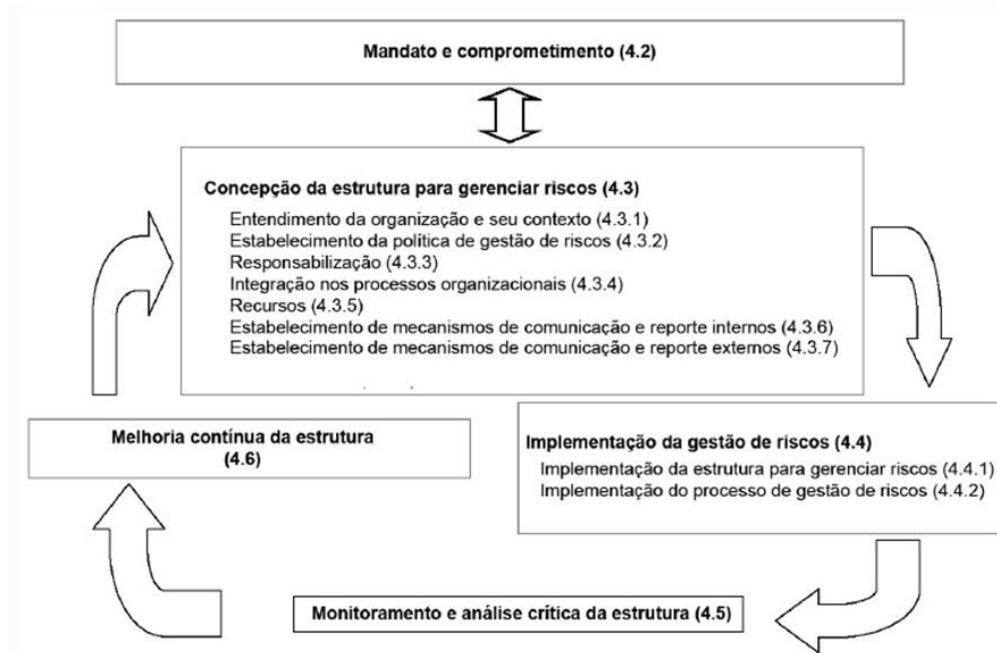 Mandato e comprometimento (4.2)
Concepção da estrutura para gerenciar riscos (4.3)
Entendimento da organização e seu contexto (4.3.1)
Estabelecimento da política de gestão de riscos (4.3.2)
Responsabilização (4.3.3)
Integração nos processos organizacionais (4.3.4)
Recursos (4.3.5)
Estabelecimento de mecanismos de comunicação e reporte internos (4.3.6)
Estabelecimento de mecanismos de comunicação e reporte externos (4.3.7)
Melhoria contínua da estrutura
(4.6)
Implementação da gestão de riscos (4.4)
Implementação da estrutura para gerenciar riscos (4.4.1)
Implementação do processo de gestão de riscos (4.4.2)
Monitoramento e análise crítica da estrutura (4.5)